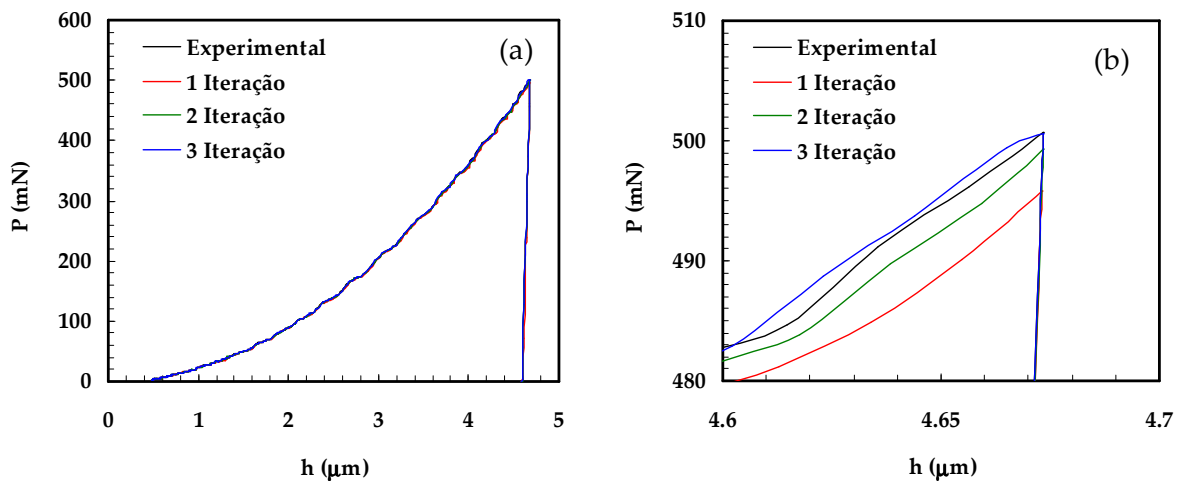 600
500
400
300
200
100
0
P (mN)
Experimental
1 Iteração
2 Iteração
3 Iteração
(a)
0 1 2 3 4 5
h (μm)
510
500
490
480
P (mN)
Experimental
1 Iteração
2 Iteração
3 Iteração
(b)
4.6 4.65 4.7
h (μm)